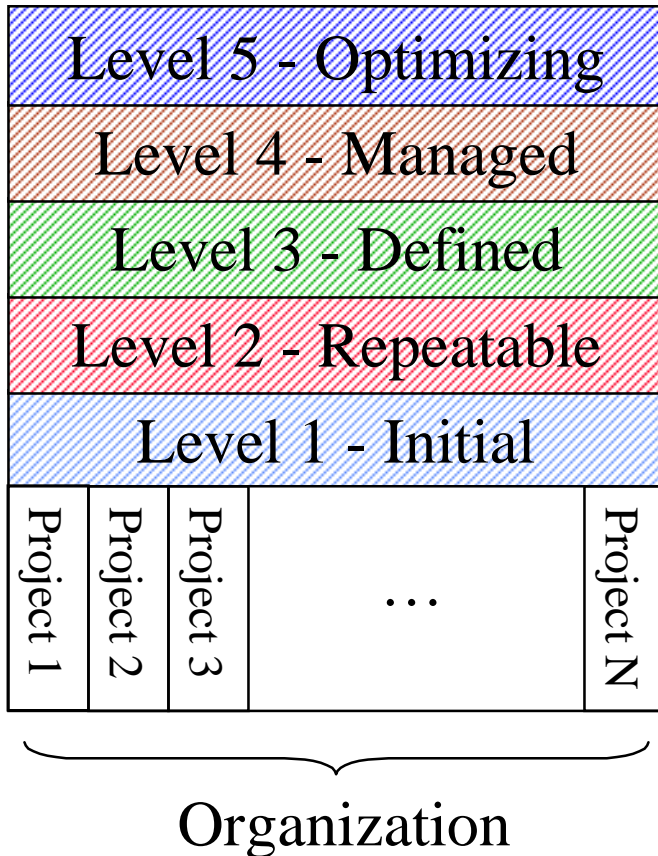 Level 5 - Optimizing
Level 4 - Managed
Level 3 - Defined
Level 2 - Repeatable
Level 1 - Initial
Project 1
Project 2
Project 3
...
Project N
Organization